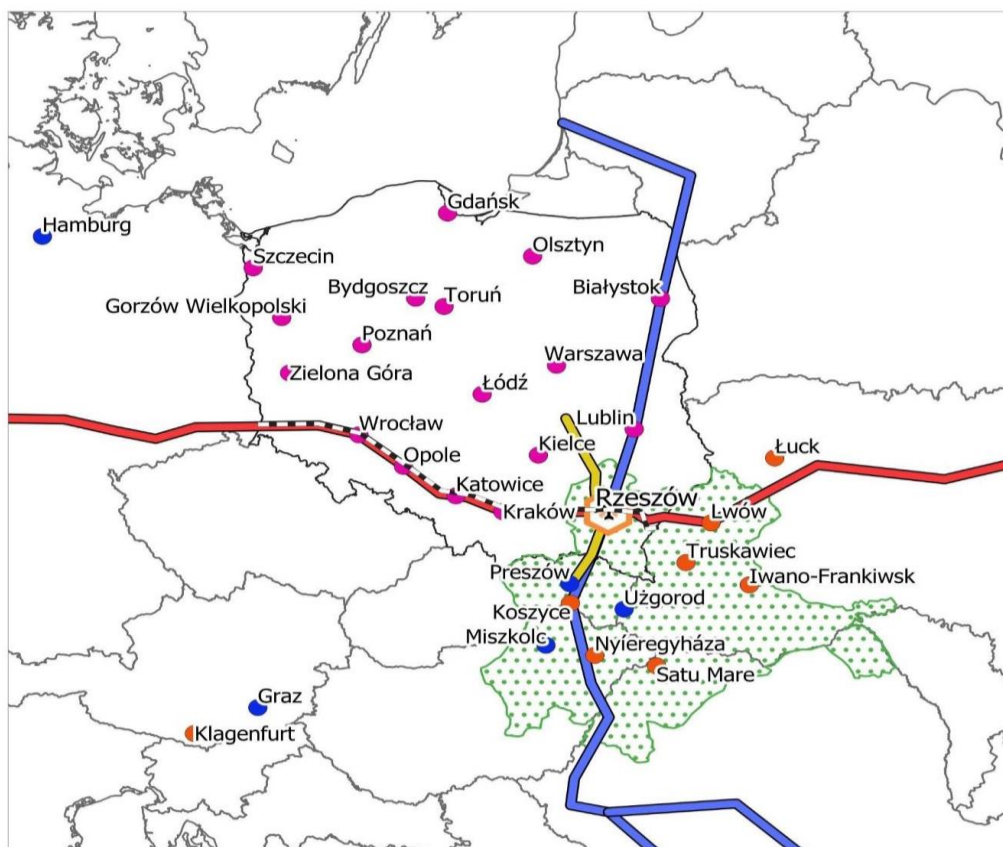 Gdańsk
Hamburg
Olsztyn
Szczecin
Bydgoszcz
Toruń
Białystok
Gorzów Wielkopolski
Poznań
Warszawa
Zielona Góra
Łódź
Wrocław
Lublin
Kielce
Łuck
Opole
Katowice
Rzeszów
Kraków
Lwów
Truskawiec
Preszów
Iwano-Frankiwsk
Użgorod
Koszyce
Miszkolc
Nyíeregyháza
Satu Mare
Graz
Klagenfurt